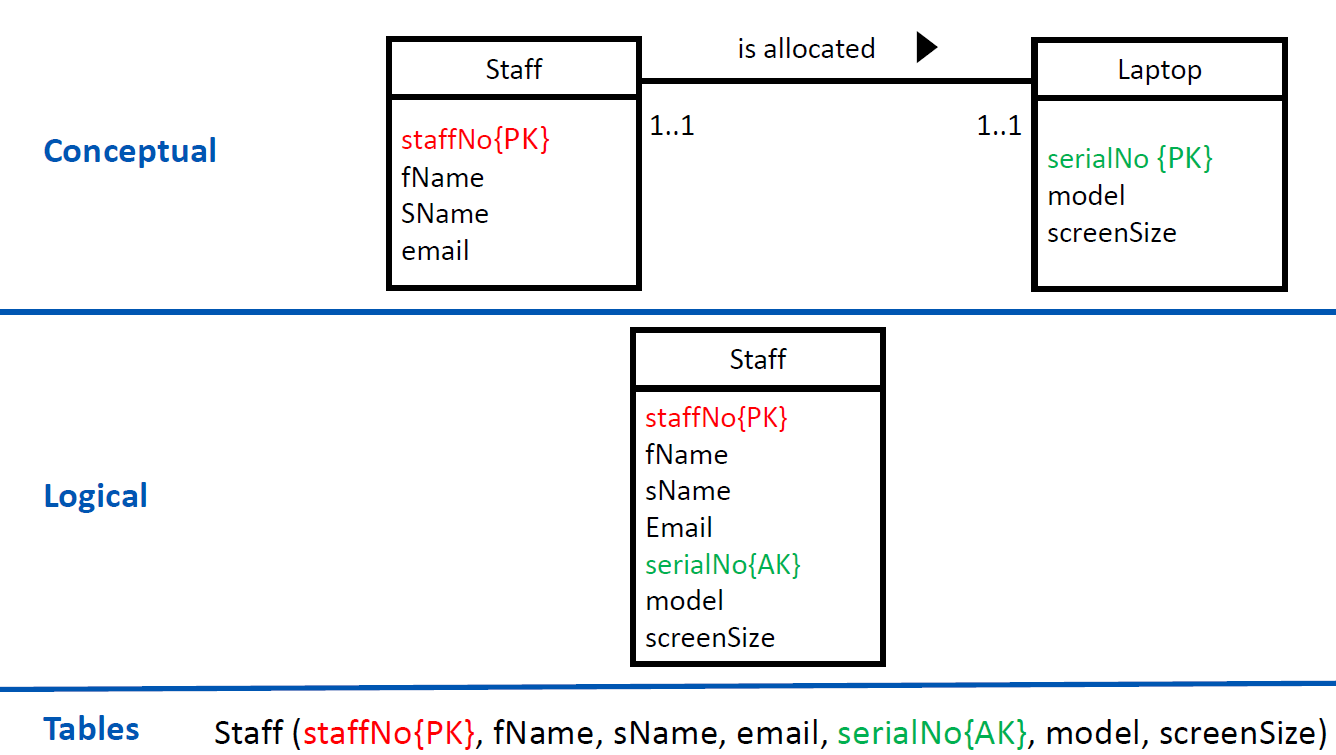 Conceptual
Staff
staffNo{PK}
fName
SName
email
is allocated
1..1
1..1
Laptop
serialNo {PK}
model
screenSize
Logical
Staff
staffNo{PK}
fName
sName
Email
serialNo{AK}
model
screenSize
Tables
Staff (staffNo{PK}, fName, sName, email, serialNo{AK}, model, screenSize)